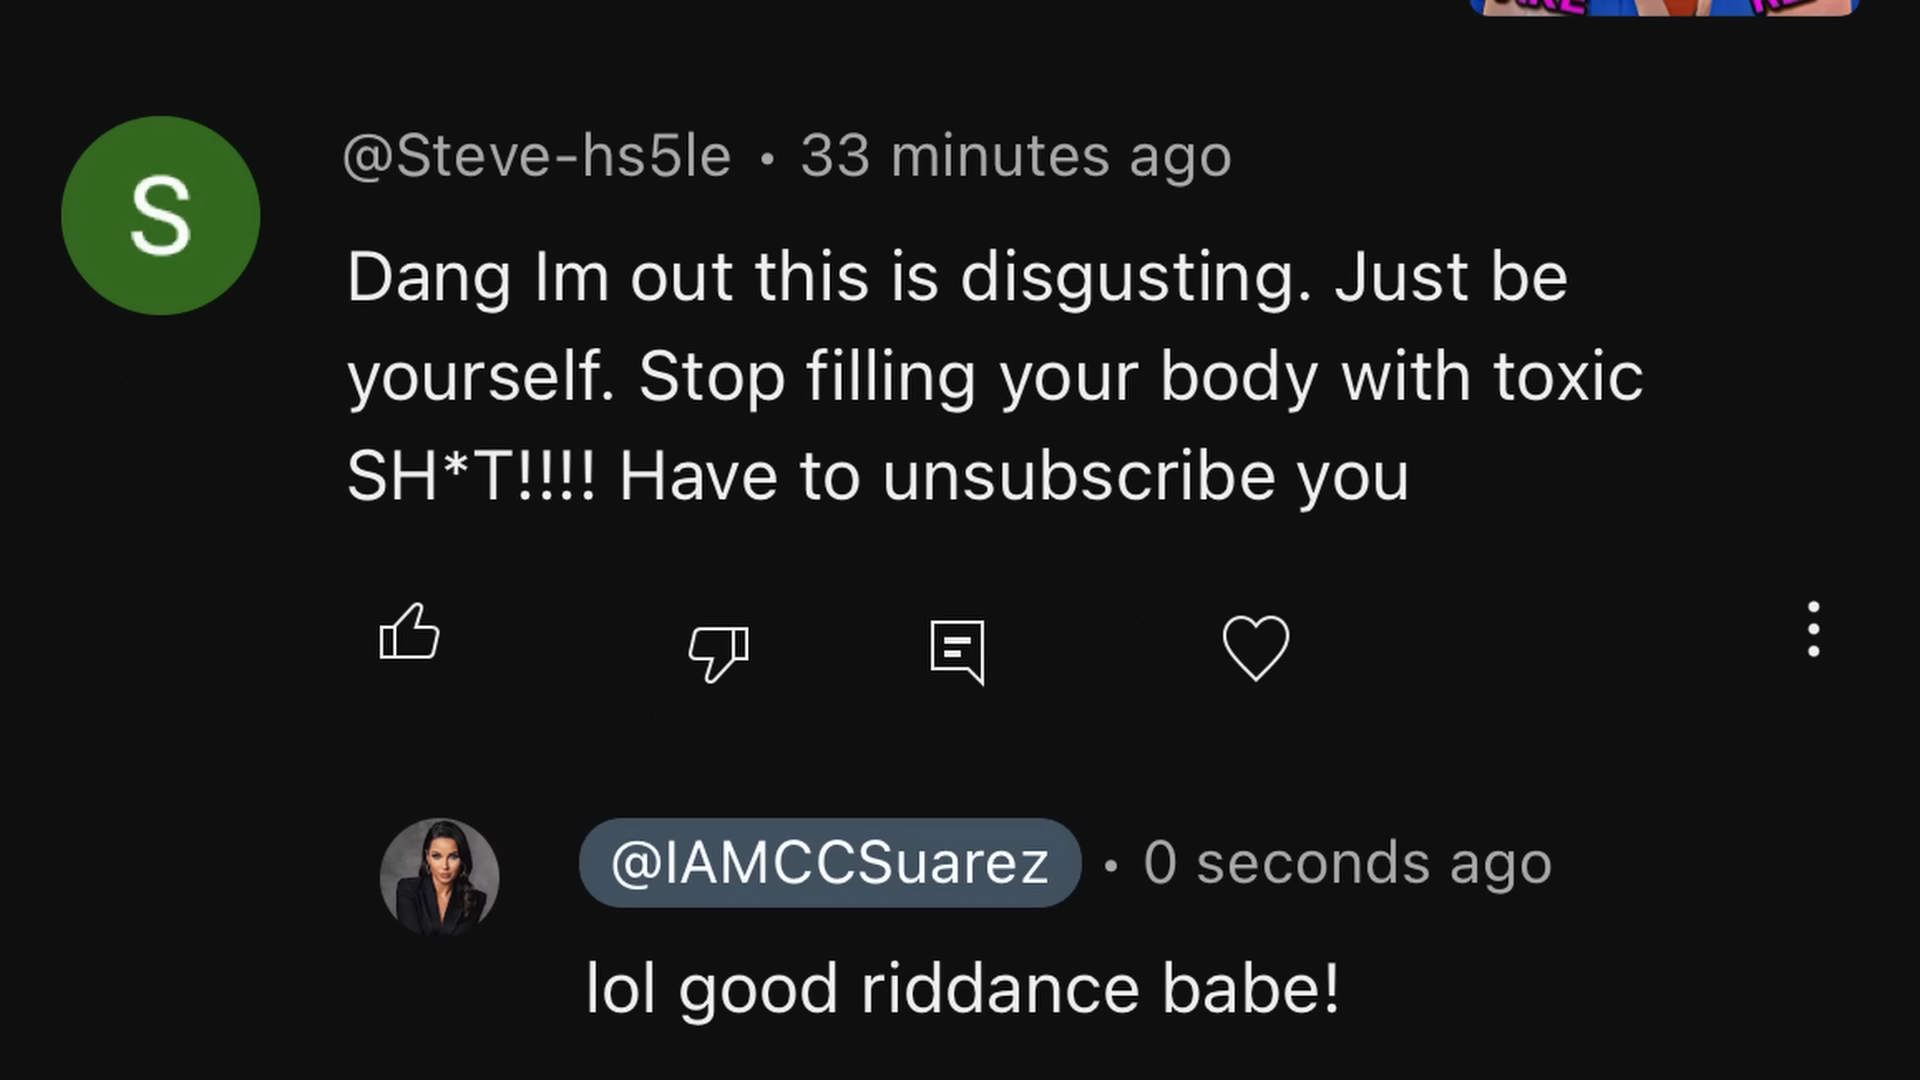 S
@Steve-hs5le • 33 minutes ago
Dang Im out this is disgusting. Just be
yourself. Stop filling your body with toxic
SH*T!!!! Have to unsubscribe you
@IAMCCSuarez • 0 seconds ago
lol good riddance babe!